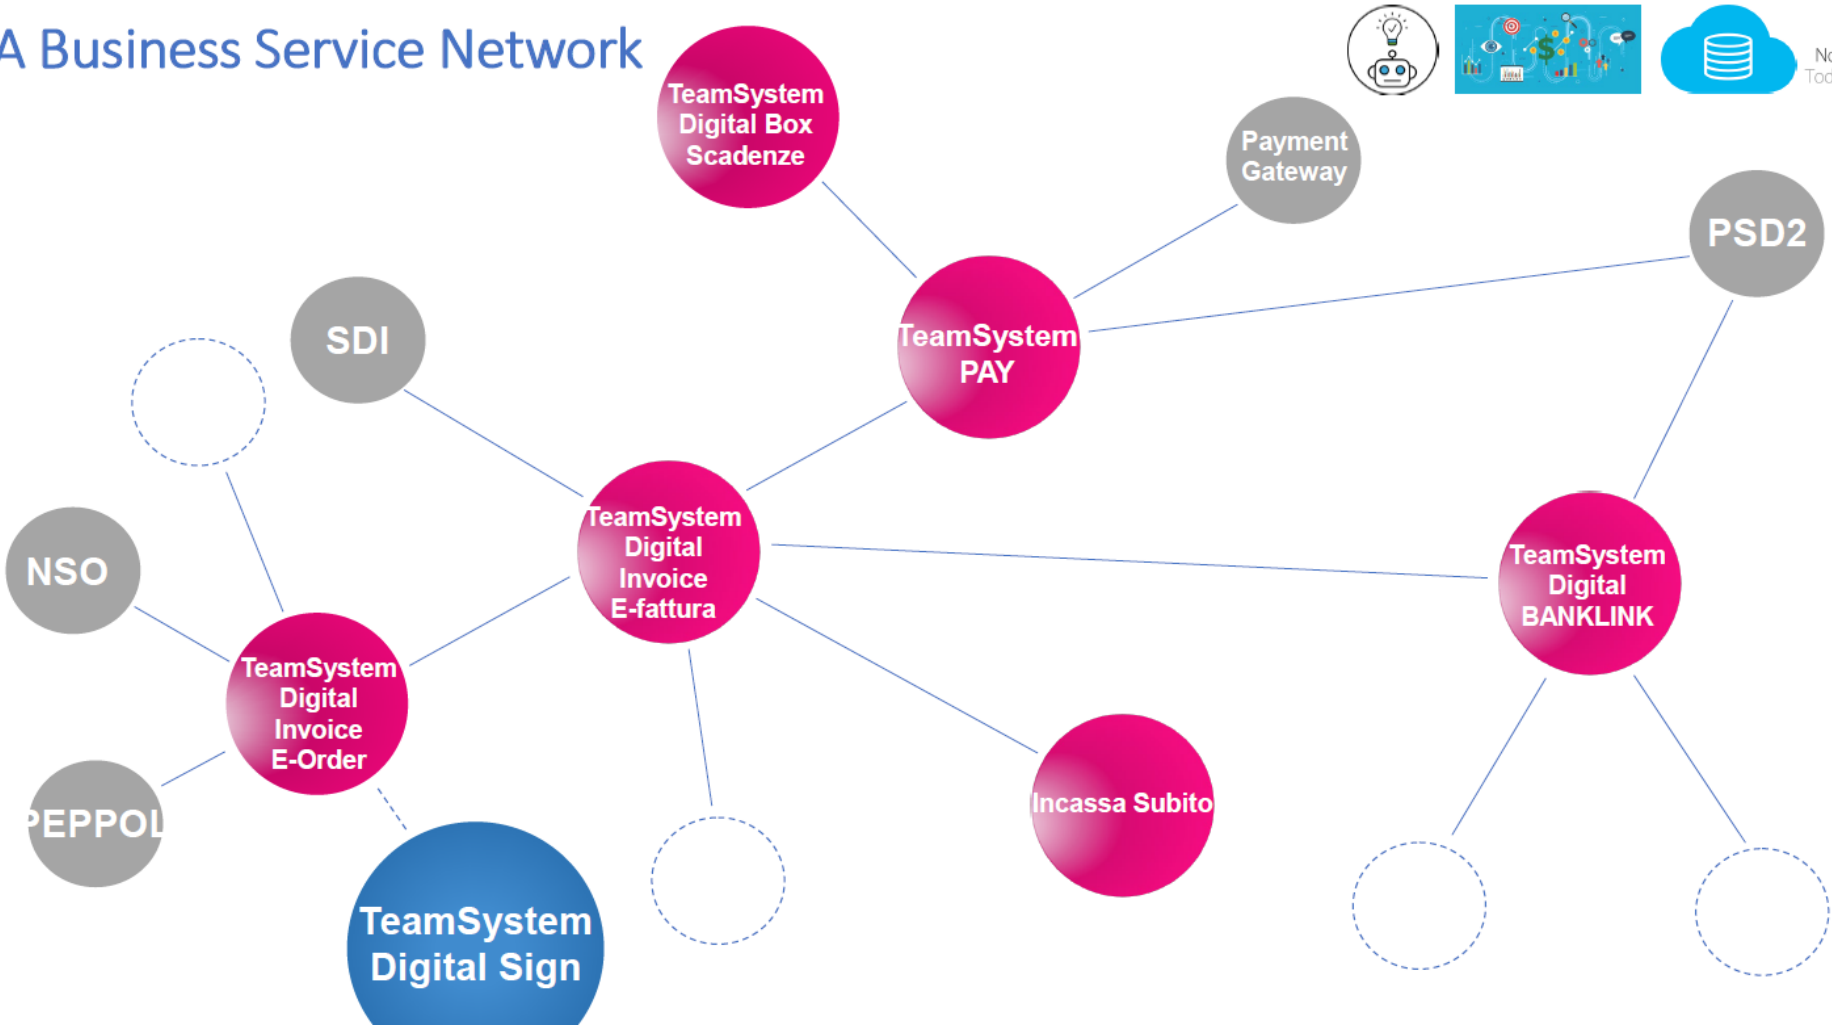 A Business Service Network
TeamSystem
Digital Box
Scadenze
Payment
Gateway
PSD2
TeamSystem
PAY
SDI
TeamSystem
Digital
Invoice
E-fattura
NSO
TeamSystem
Digital
BANKLINK
TeamSystem
Digital
Invoice
E-Order
Incassa Subito
PEPPOL
TeamSystem
Digital Sign